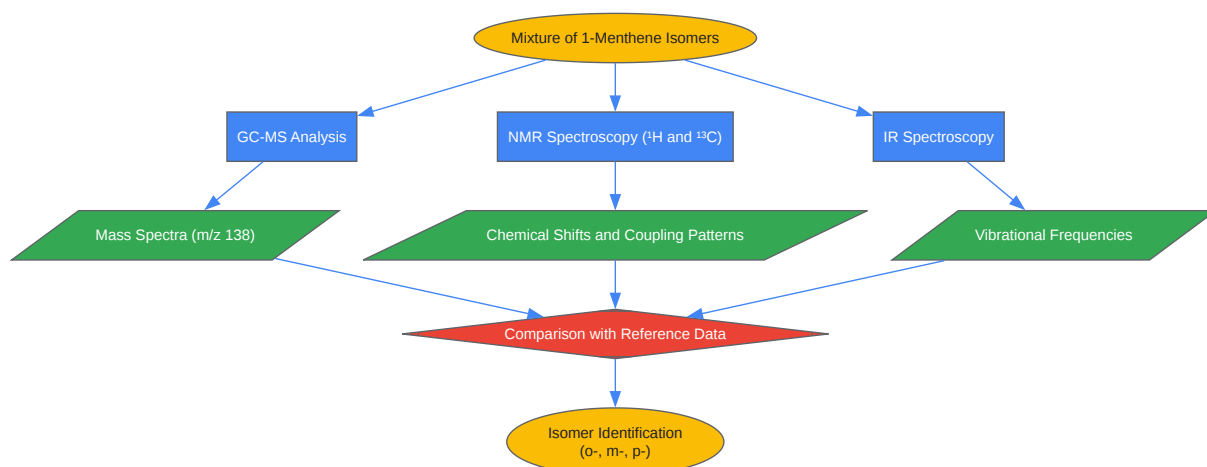 Mixture of 1-Menthene Isomers
GC-MS Analysis
NMR Spectroscopy (¹H and ¹³C)
IR Spectroscopy
Mass Spectra (m/z 138)
Chemical Shifts and Coupling Patterns
Vibrational Frequencies
Comparison with Reference Data
Isomer Identification
(o-, m-, p-)